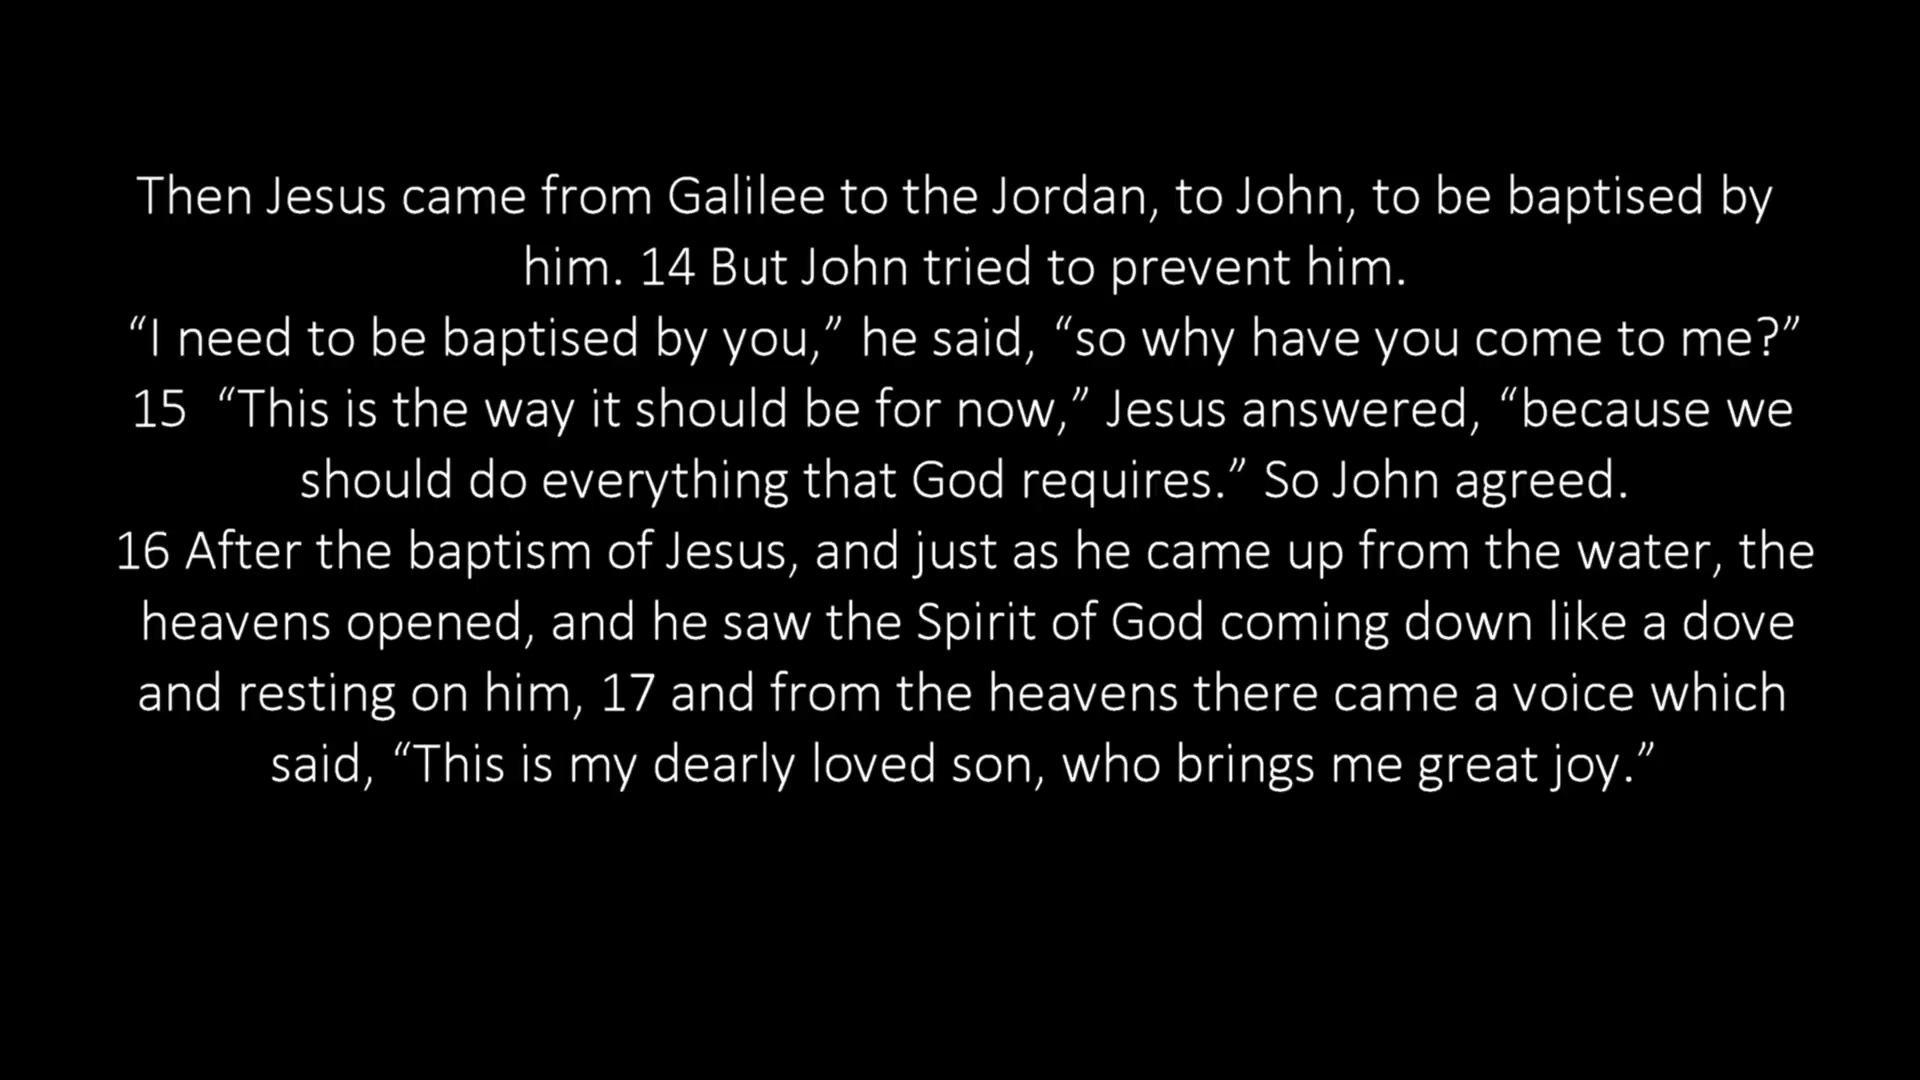 Then Jesus came from Galilee to the Jordan, to John, to be baptised by
him. 14 But John tried to prevent him.
“I need to be baptised by you,” he said, “so why have you come to me?”
15  “This is the way it should be for now,” Jesus answered, “because we
should do everything that God requires.” So John agreed.
16 After the baptism of Jesus, and just as he came up from the water, the
heavens opened, and he saw the Spirit of God coming down like a dove
and resting on him, 17 and from the heavens there came a voice which
said, “This is my dearly loved son, who brings me great joy.”